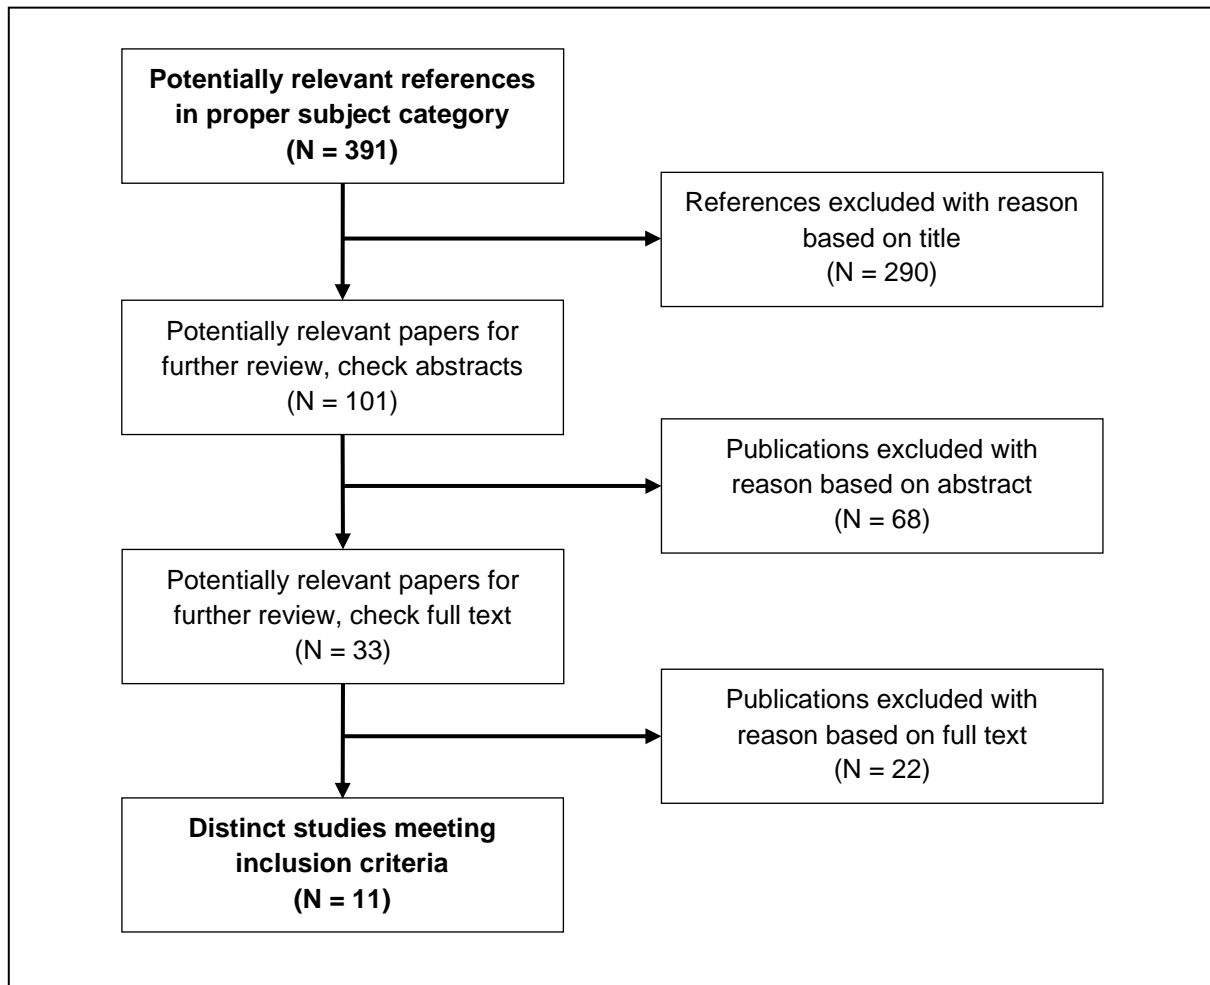 Potentially relevant references
in proper subject category
(N = 391)
References excluded with reason
based on title
(N = 290)
Potentially relevant papers for
further review, check abstracts
(N = 101)
Publications excluded with
reason based on abstract
(N = 68)
Potentially relevant papers for
further review, check full text
(N = 33)
Publications excluded with
reason based on full text
(N = 22)
Distinct studies meeting
inclusion criteria
(N = 11)